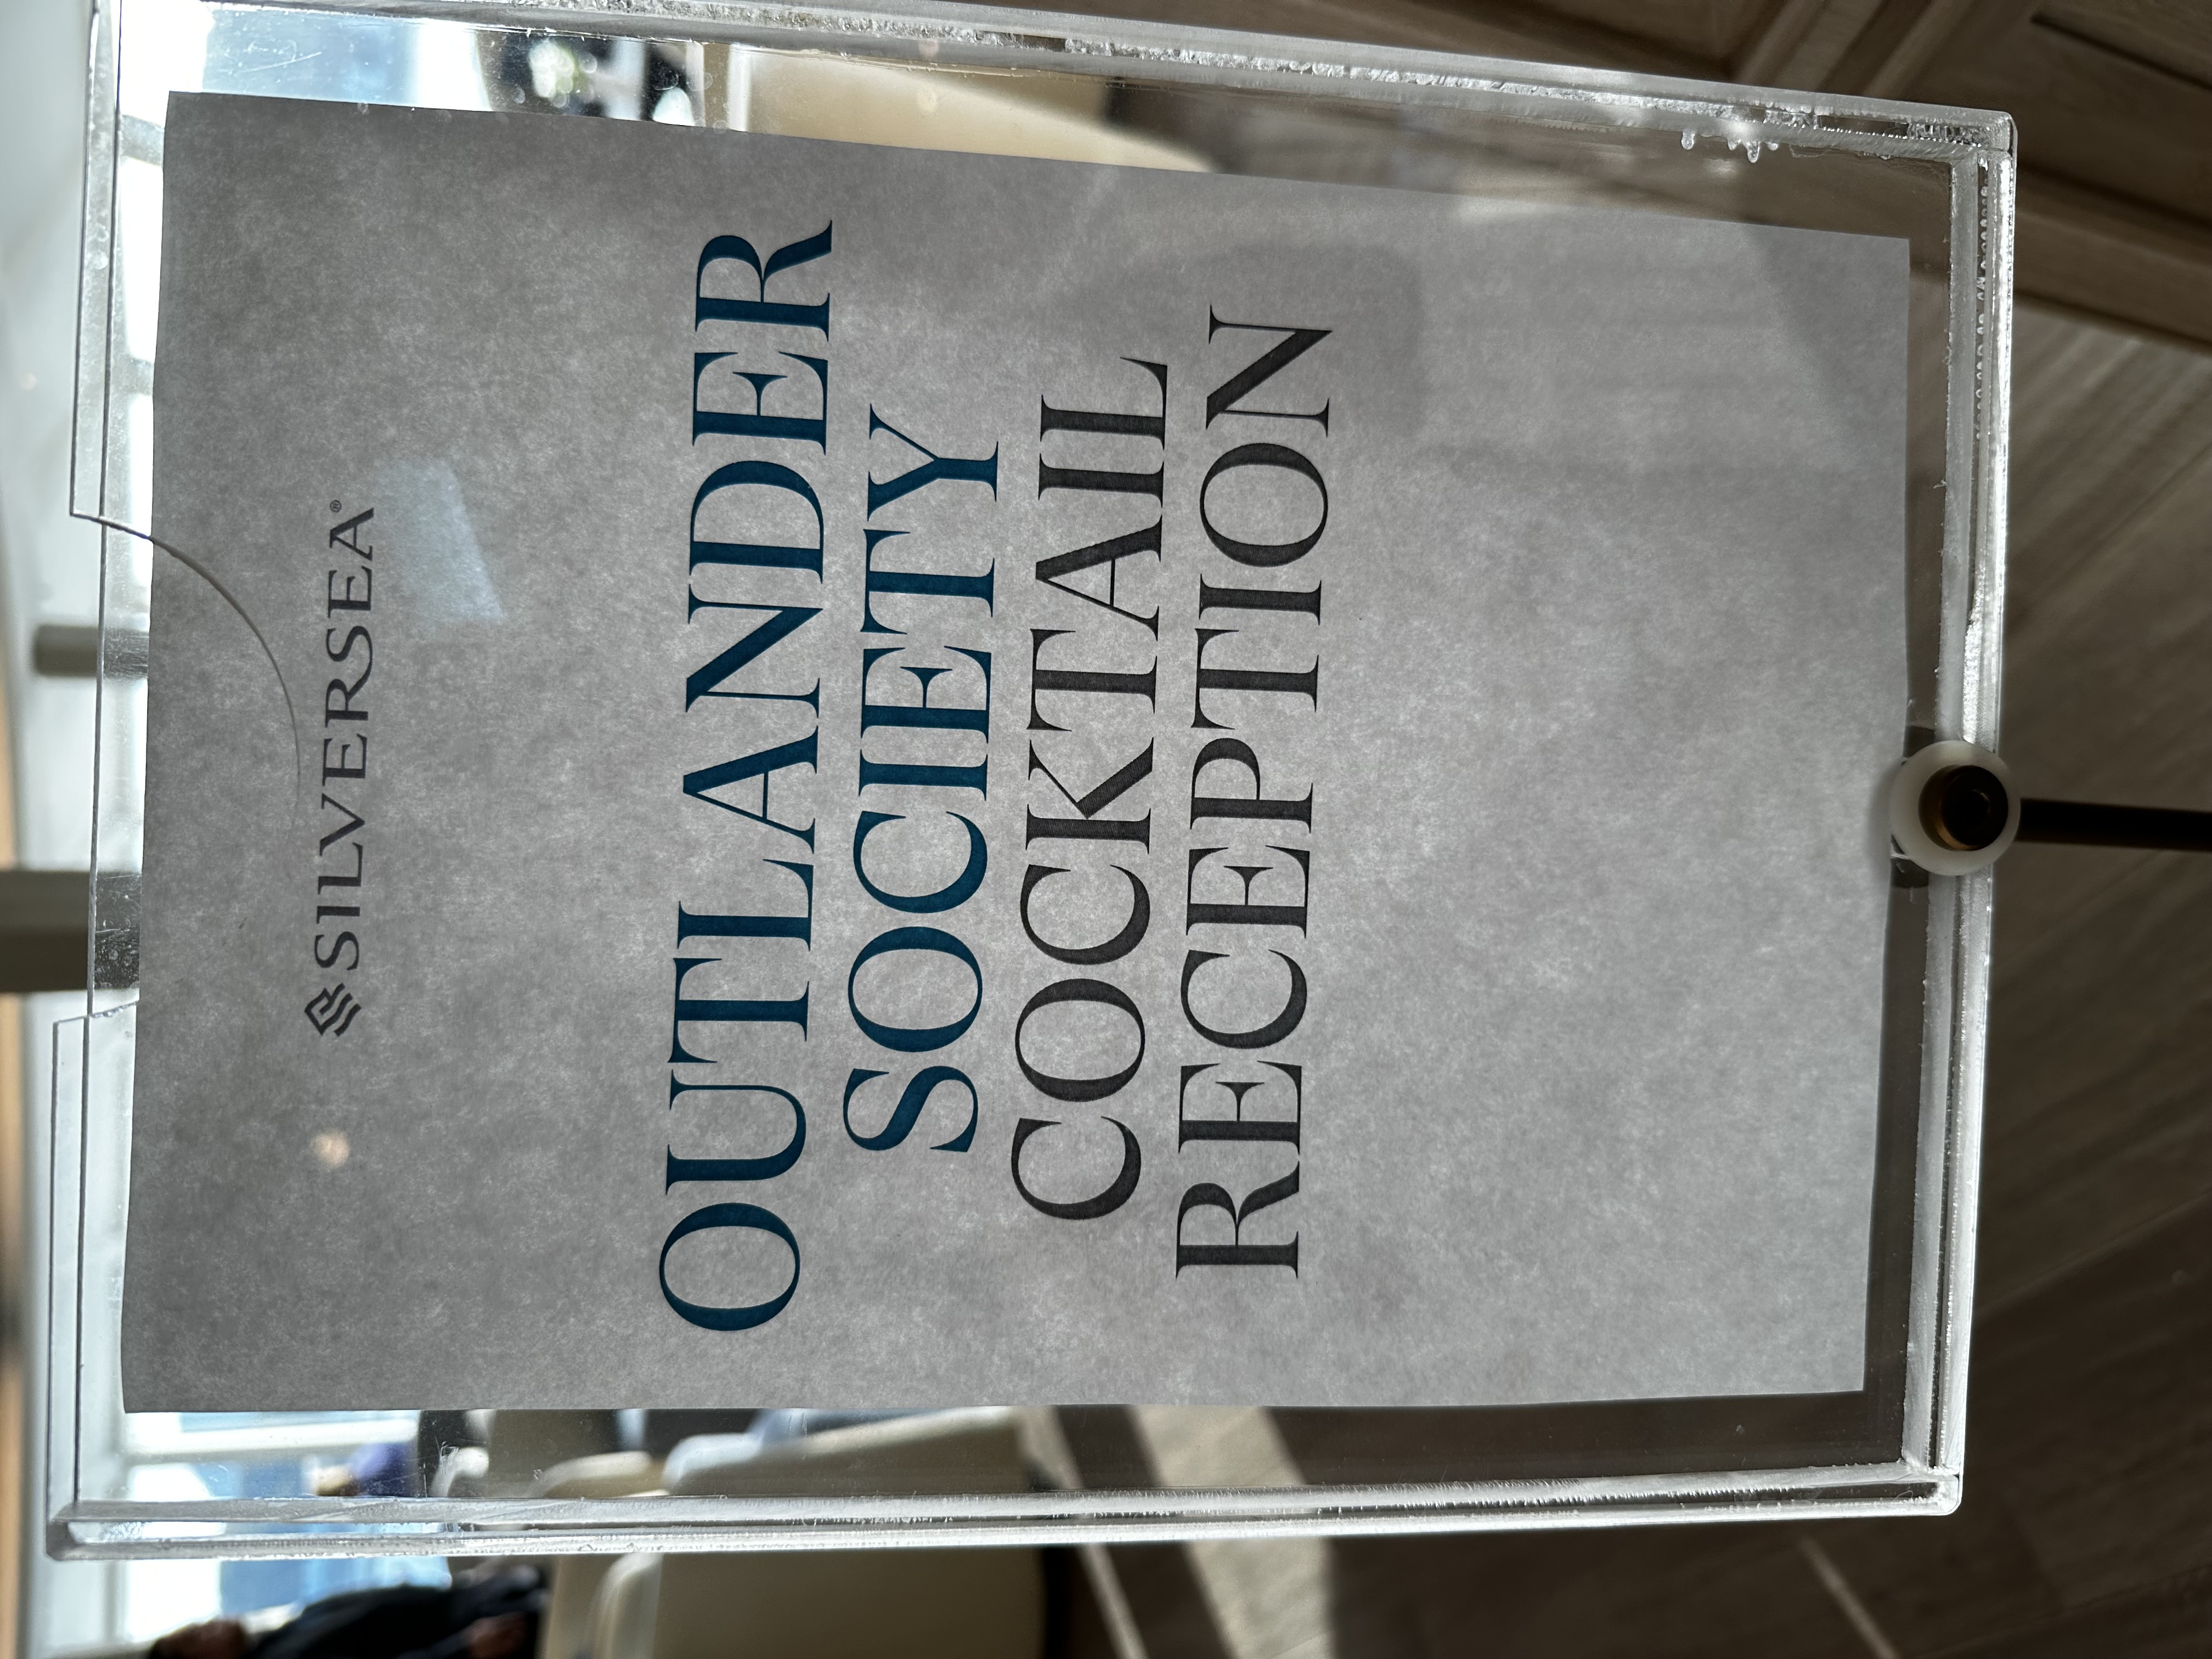 SILVERSEA®
OUTLANDER
SOCIETY
COCKTAIL
RECEPTION